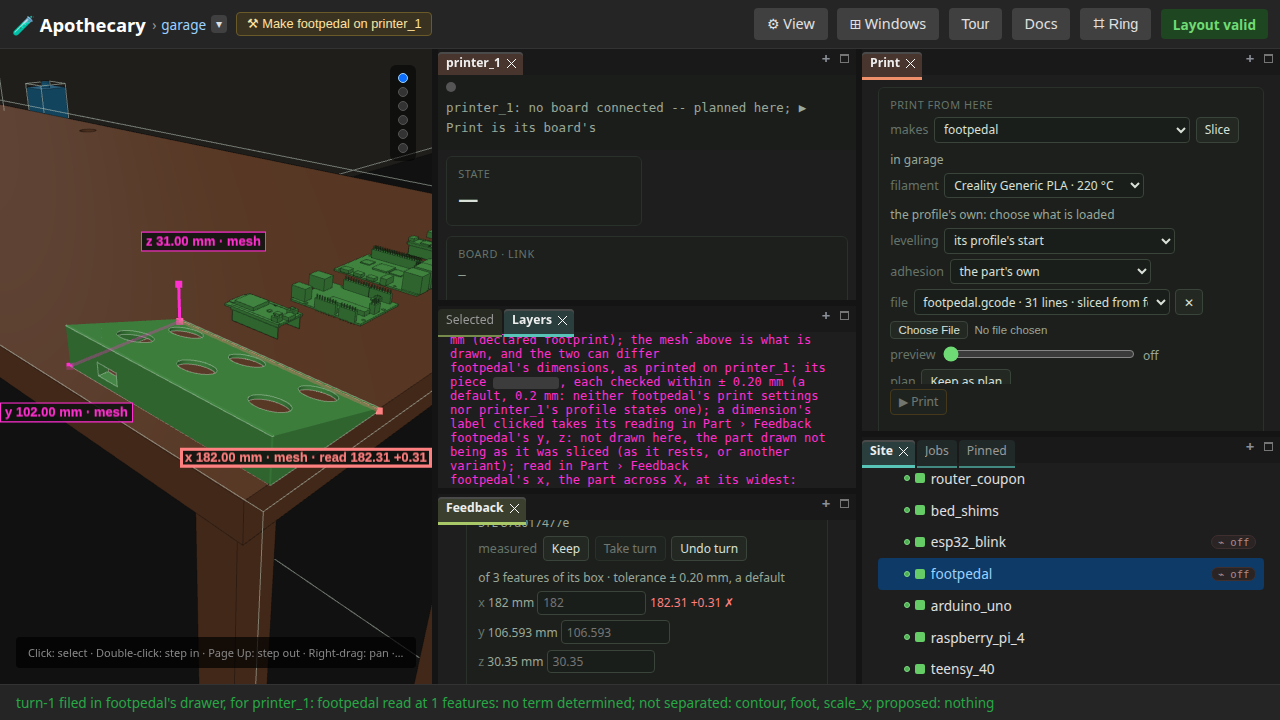 Apothecary › garage ▾ ⚒ Make footpedal on printer_1 ⚙ View ⊞ Windows Tour Docs ⌗ Ring Layout valid
z 31.00 mm · mesh
y 102.00 mm · mesh
x 182.00 mm · mesh · read 182.31 +0.31
Click: select · Double-click: step in · Page Up: step out · Right-drag: pan ·…
printer_1
printer_1: no board connected -- planned here; ▶
Print is its board's
STATE
—
BOARD · LINK
—
Selected Layers
mm (declared footprint); the mesh above is what is
drawn, and the two can differ
footpedal's dimensions, as printed on printer_1: its
piece , each checked within ± 0.20 mm (a
default, 0.2 mm: neither footpedal's print settings
nor printer_1's profile states one); a dimension's
label clicked takes its reading in Part › Feedback
footpedal's y, z: not drawn here, the part drawn not
being as it was sliced (as it rests, or another
variant); read in Part › Feedback
footpedal's x, the part across X, at its widest:
Feedback
measured Keep Take turn Undo turn
of 3 features of its box · tolerance ± 0.20 mm, a default
x 182 mm 182 182.31 +0.31 ✗
y 106.593 mm 106.593
z 30.35 mm 30.35
Print
PRINT FROM HERE
makes footpedal Slice
in garage
filament Creality Generic PLA · 220 °C
the profile's own: choose what is loaded
levelling its profile's start
adhesion the part's own
file footpedal.gcode · 31 lines · sliced from f ✕
Choose File No file chosen
preview off
plan Keep as plan
▶ Print
Site Jobs Pinned
router_coupon
bed_shims
esp32_blink ⌁ off
footpedal ⌁ off
arduino_uno
raspberry_pi_4
teensy_40
turn-1 filed in footpedal's drawer, for printer_1: footpedal read at 1 features: no term determined; not separated: contour, foot, scale_x; proposed: nothing